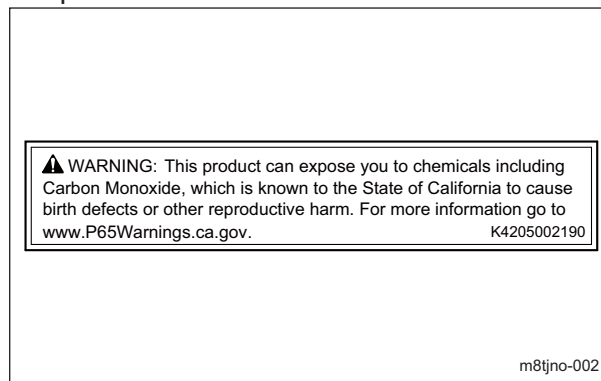 ⚠ WARNING: This product can expose you to chemicals including
Carbon Monoxide, which is known to the State of California to cause
birth defects or other reproductive harm. For more information go to
www.P65Warnings.ca.gov. K4205002190
m8tjno-002